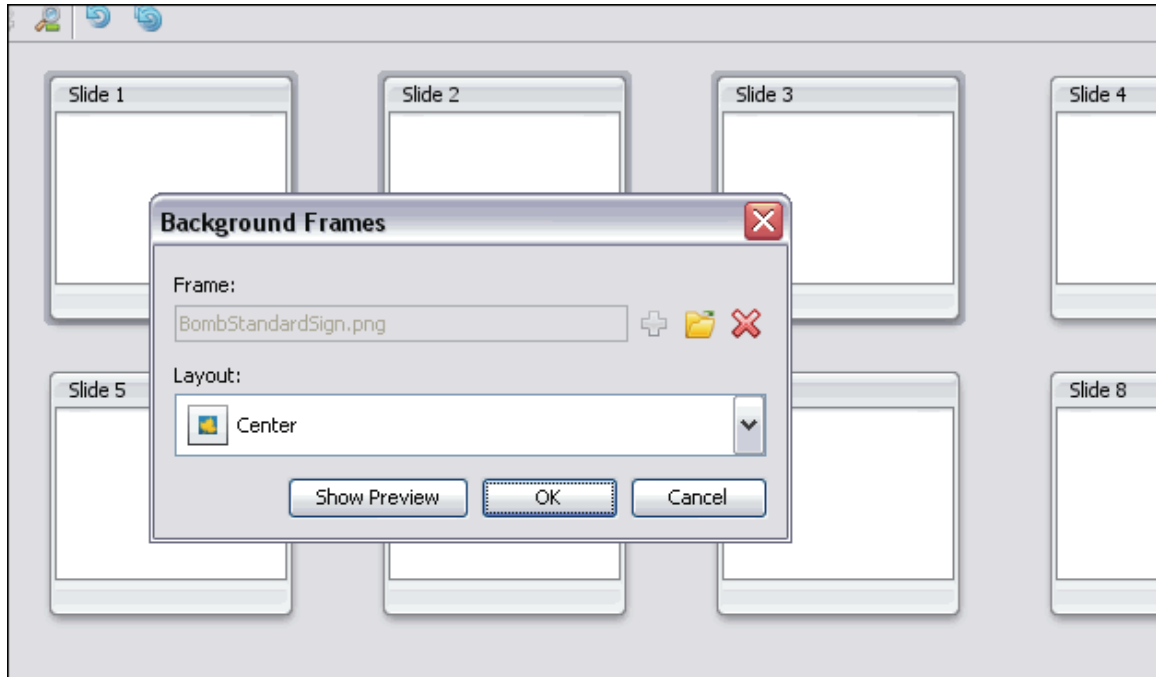 Slide 1
Slide 2
Slide 3
Slide 4
Background Frames
Frame:
BombStandardSign.png
Layout:
Center
Show Preview
OK
Cancel
Slide 5
Slide 8